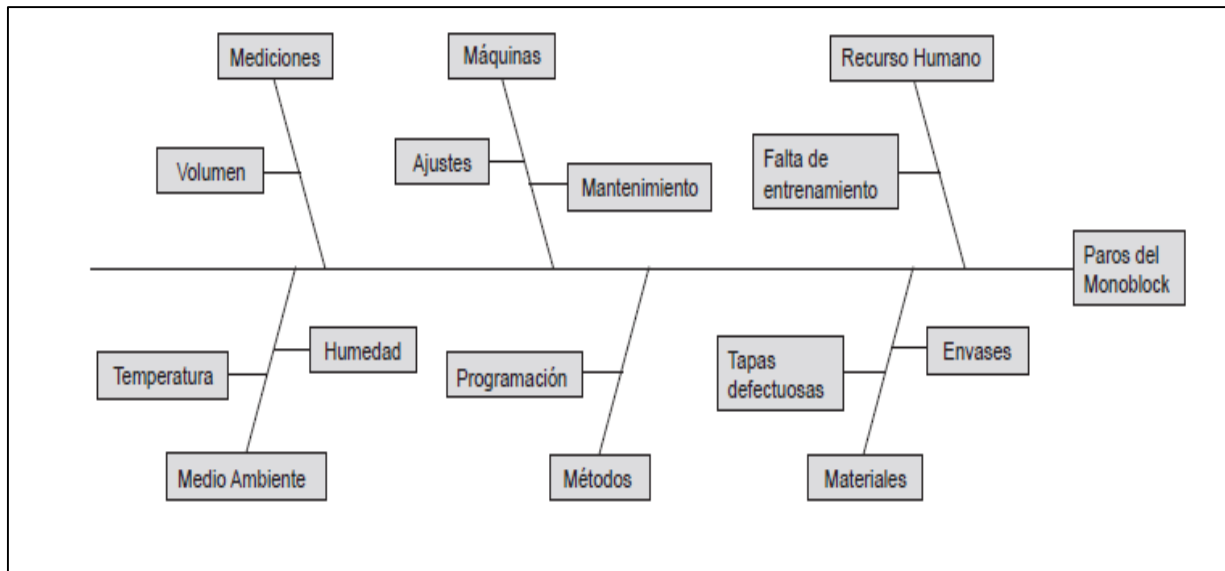 Mediciones
Máquinas
Recurso Humano
Volumen
Ajustes
Mantenimiento
Falta de
entrenamiento
Paros del
Monoblock
Temperatura
Humedad
Programación
Tapas
defectuosas
Envases
Medio Ambiente
Métodos
Materiales